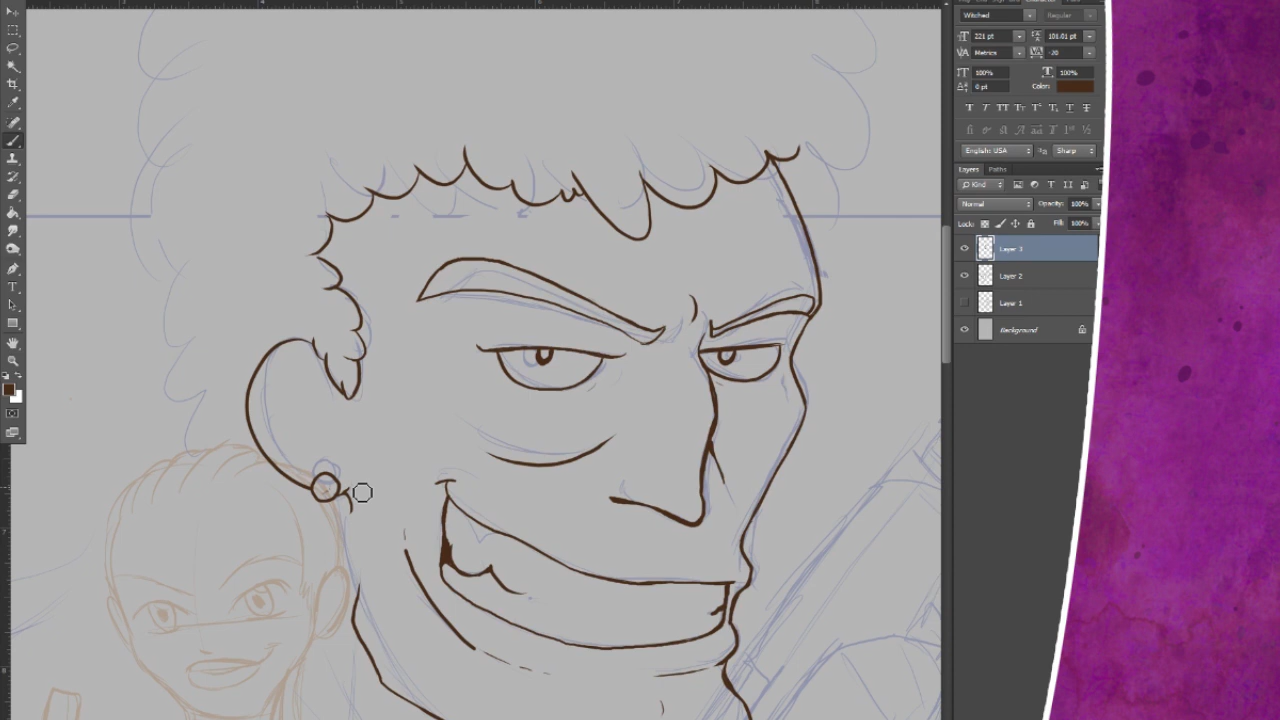 Witched
Regular
221 pt
101.01 pt
Metrics
-20
100%
100%
0 pt
Color:
English: USA
Sharp
Layers
Paths
Kind
Normal
Opacity: 100%
Lock:
Fill: 100%
Layer 3
Layer 2
Layer 1
Background